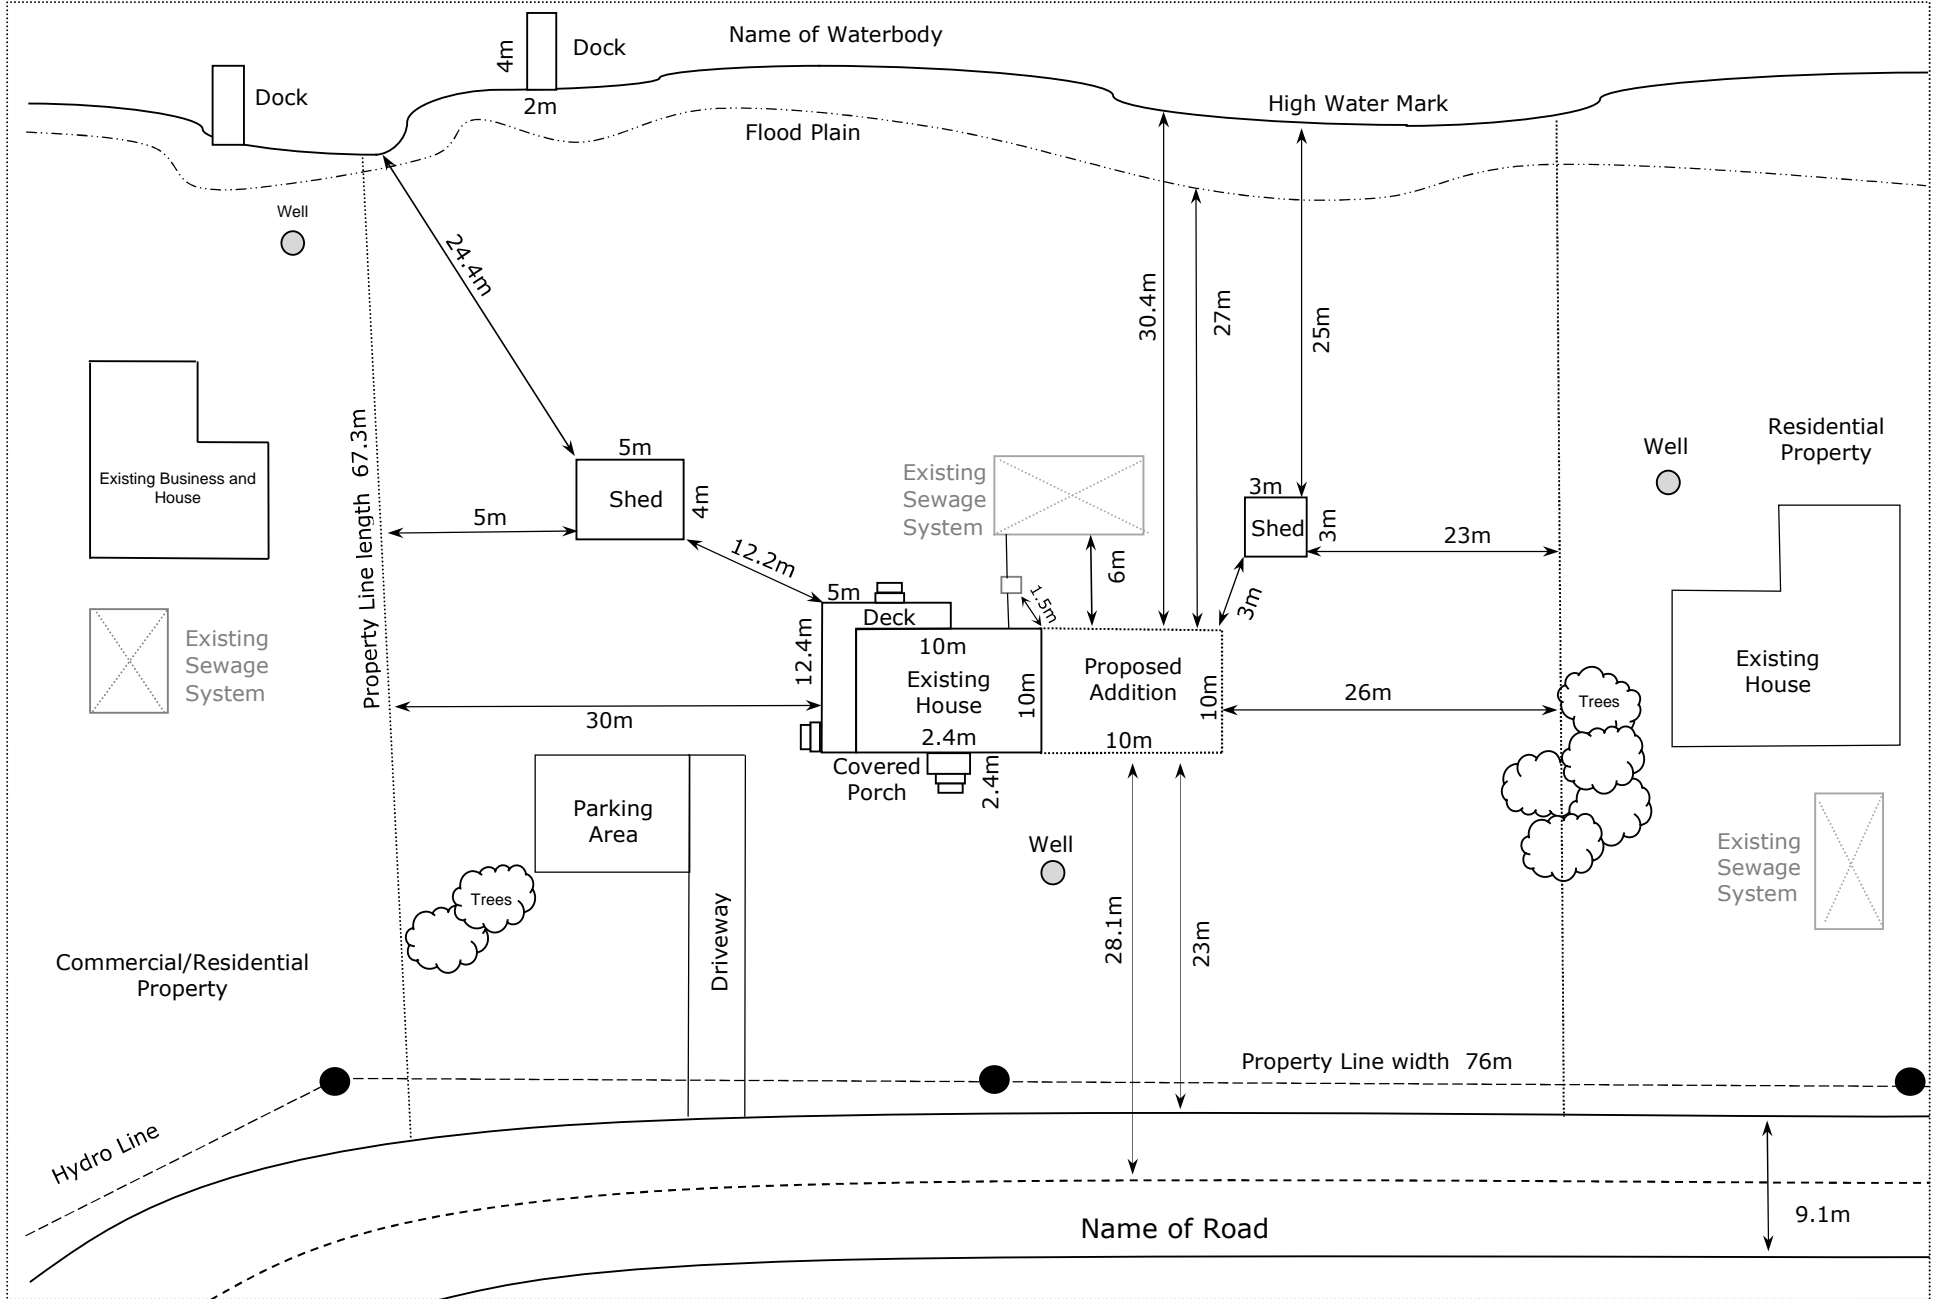 Name of Waterbody
4m
Dock
Dock
2m
High Water Mark
Flood Plain
Well
24.4m
30.4m
27m
25m
Property Line length 67.3m
Residential
Property
Well
5m
Shed
4m
Existing
Sewage
System
3m
Shed
3m
Existing Business and
House
5m
12.2m
23m
6m
1.5m
3m
5m
Deck
12.4m
Existing
Sewage
System
10m
Existing
House
10m
2.4m
Proposed
Addition
10m
10m
26m
Trees
Existing
House
30m
Covered
Porch
2.4m
Parking
Area
Well
Existing
Sewage
System
Trees
Driveway
28.1m
23m
Commercial/Residential
Property
Property Line width 76m
Hydro Line
9.1m
Name of Road